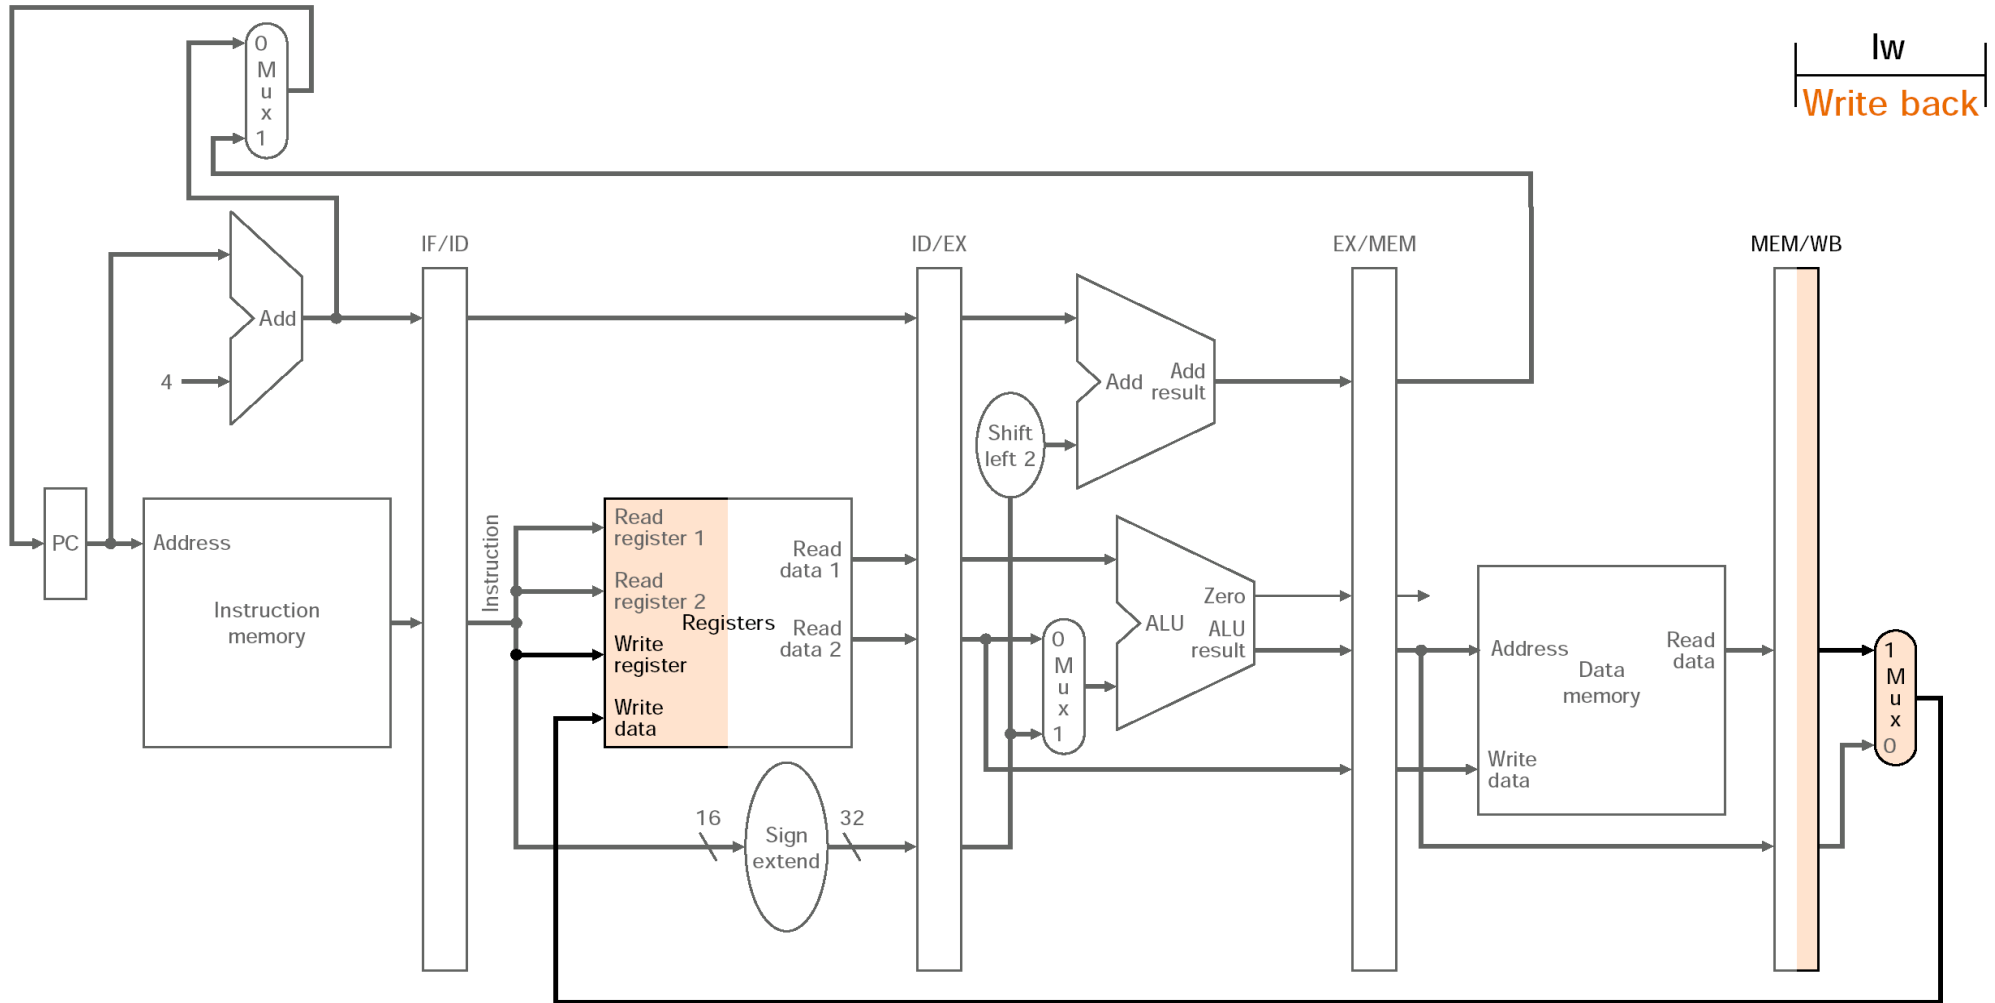 lw
Write back
0
M
u
x
1
IF/ID
ID/EX
EX/MEM
MEM/WB
Add
4
Add
Add
result
Shift
left 2
PC
Address
Instruction
memory
Instruction
Read
register 1
Read
register 2
Registers
Write
register
Write
data
Read
data 1
Read
data 2
0
M
u
x
1
Zero
ALU
ALU
result
Address
Read
data
Data
memory
Write
data
1
M
u
x
0
16
Sign
extend
32